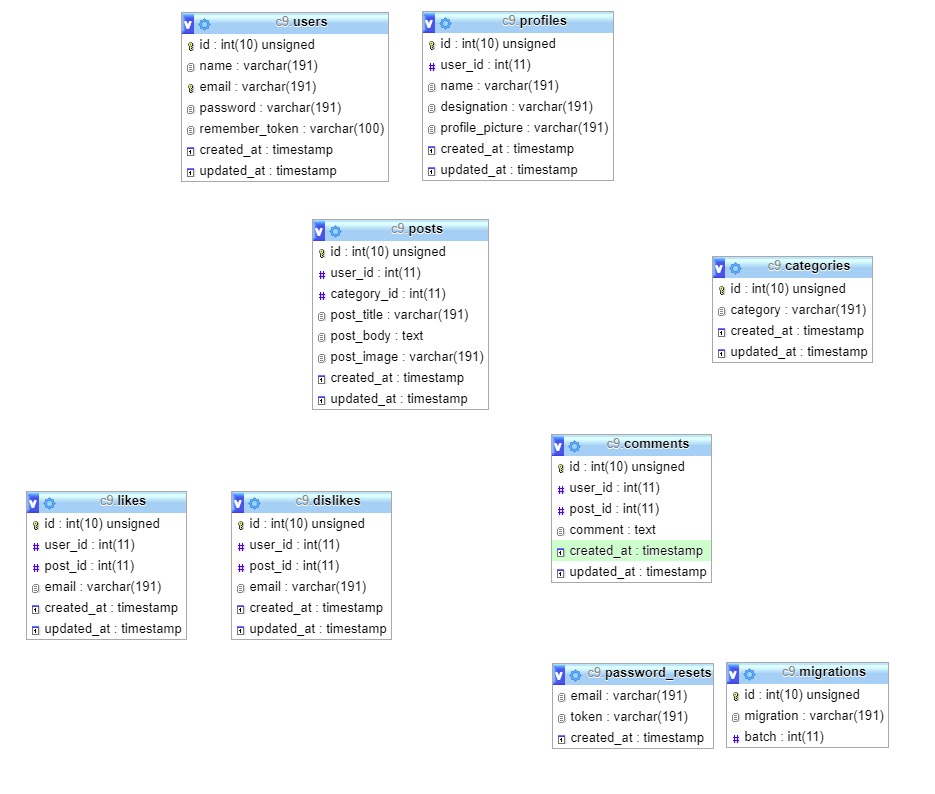 c9.users
id : int(10) unsigned
name : varchar(191)
email : varchar(191)
password : varchar(191)
remember_token : varchar(100)
created_at : timestamp
updated_at : timestamp
c9.profiles
id : int(10) unsigned
user_id : int(11)
name : varchar(191)
designation : varchar(191)
profile_picture : varchar(191)
created_at : timestamp
updated_at : timestamp
c9.posts
id : int(10) unsigned
user_id : int(11)
category_id : int(11)
post_title : varchar(191)
post_body : text
post_image : varchar(191)
created_at : timestamp
updated_at : timestamp
c9.categories
id : int(10) unsigned
category : varchar(191)
created_at : timestamp
updated_at : timestamp
c9.comments
id : int(10) unsigned
user_id : int(11)
post_id : int(11)
comment : text
created_at : timestamp
updated_at : timestamp
c9.likes
id : int(10) unsigned
user_id : int(11)
post_id : int(11)
email : varchar(191)
created_at : timestamp
updated_at : timestamp
c9.dislikes
id : int(10) unsigned
user_id : int(11)
post_id : int(11)
email : varchar(191)
created_at : timestamp
updated_at : timestamp
c9.password_resets
email : varchar(191)
token : varchar(191)
created_at : timestamp
c9.migrations
id : int(10) unsigned
migration : varchar(191)
batch : int(11)